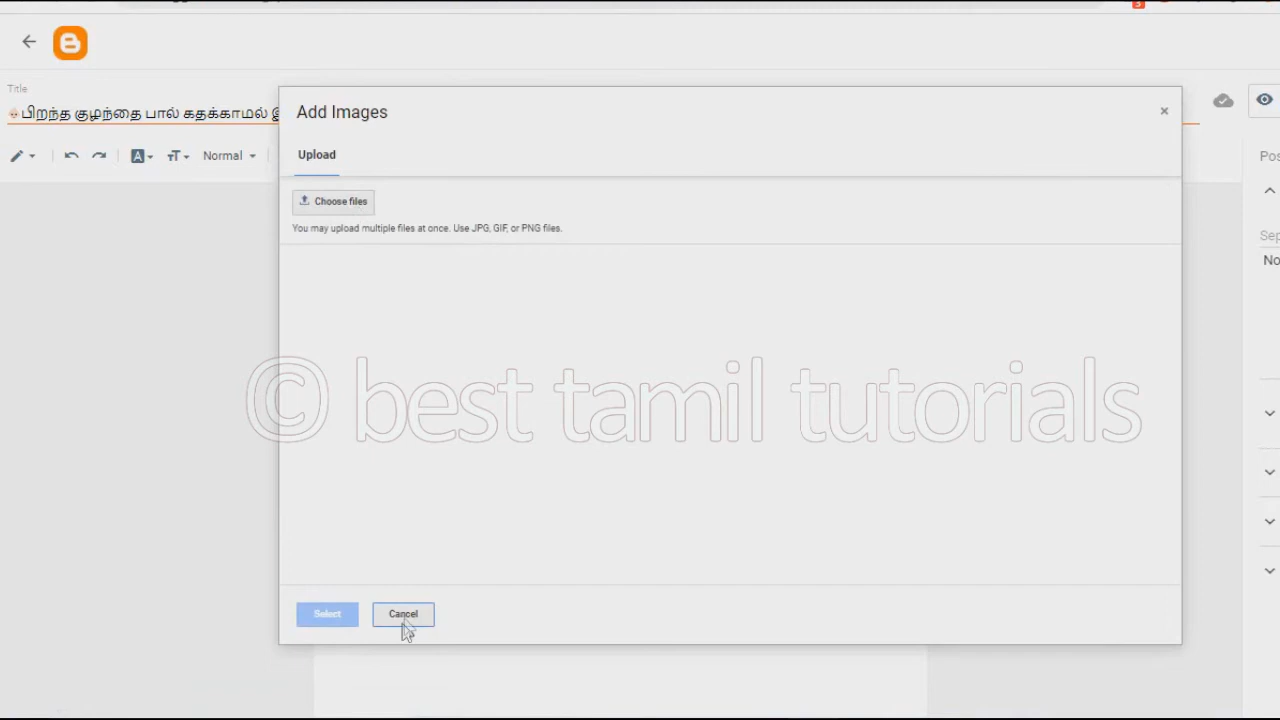 3
Title
பிறந்த குழந்தை பால் கதக்காமல்
Normal
Add Images
Upload
Choose files
You may upload multiple files at once. Use JPG, GIF, or PNG files.
No
© best tamil tutorials
Select
Cancel